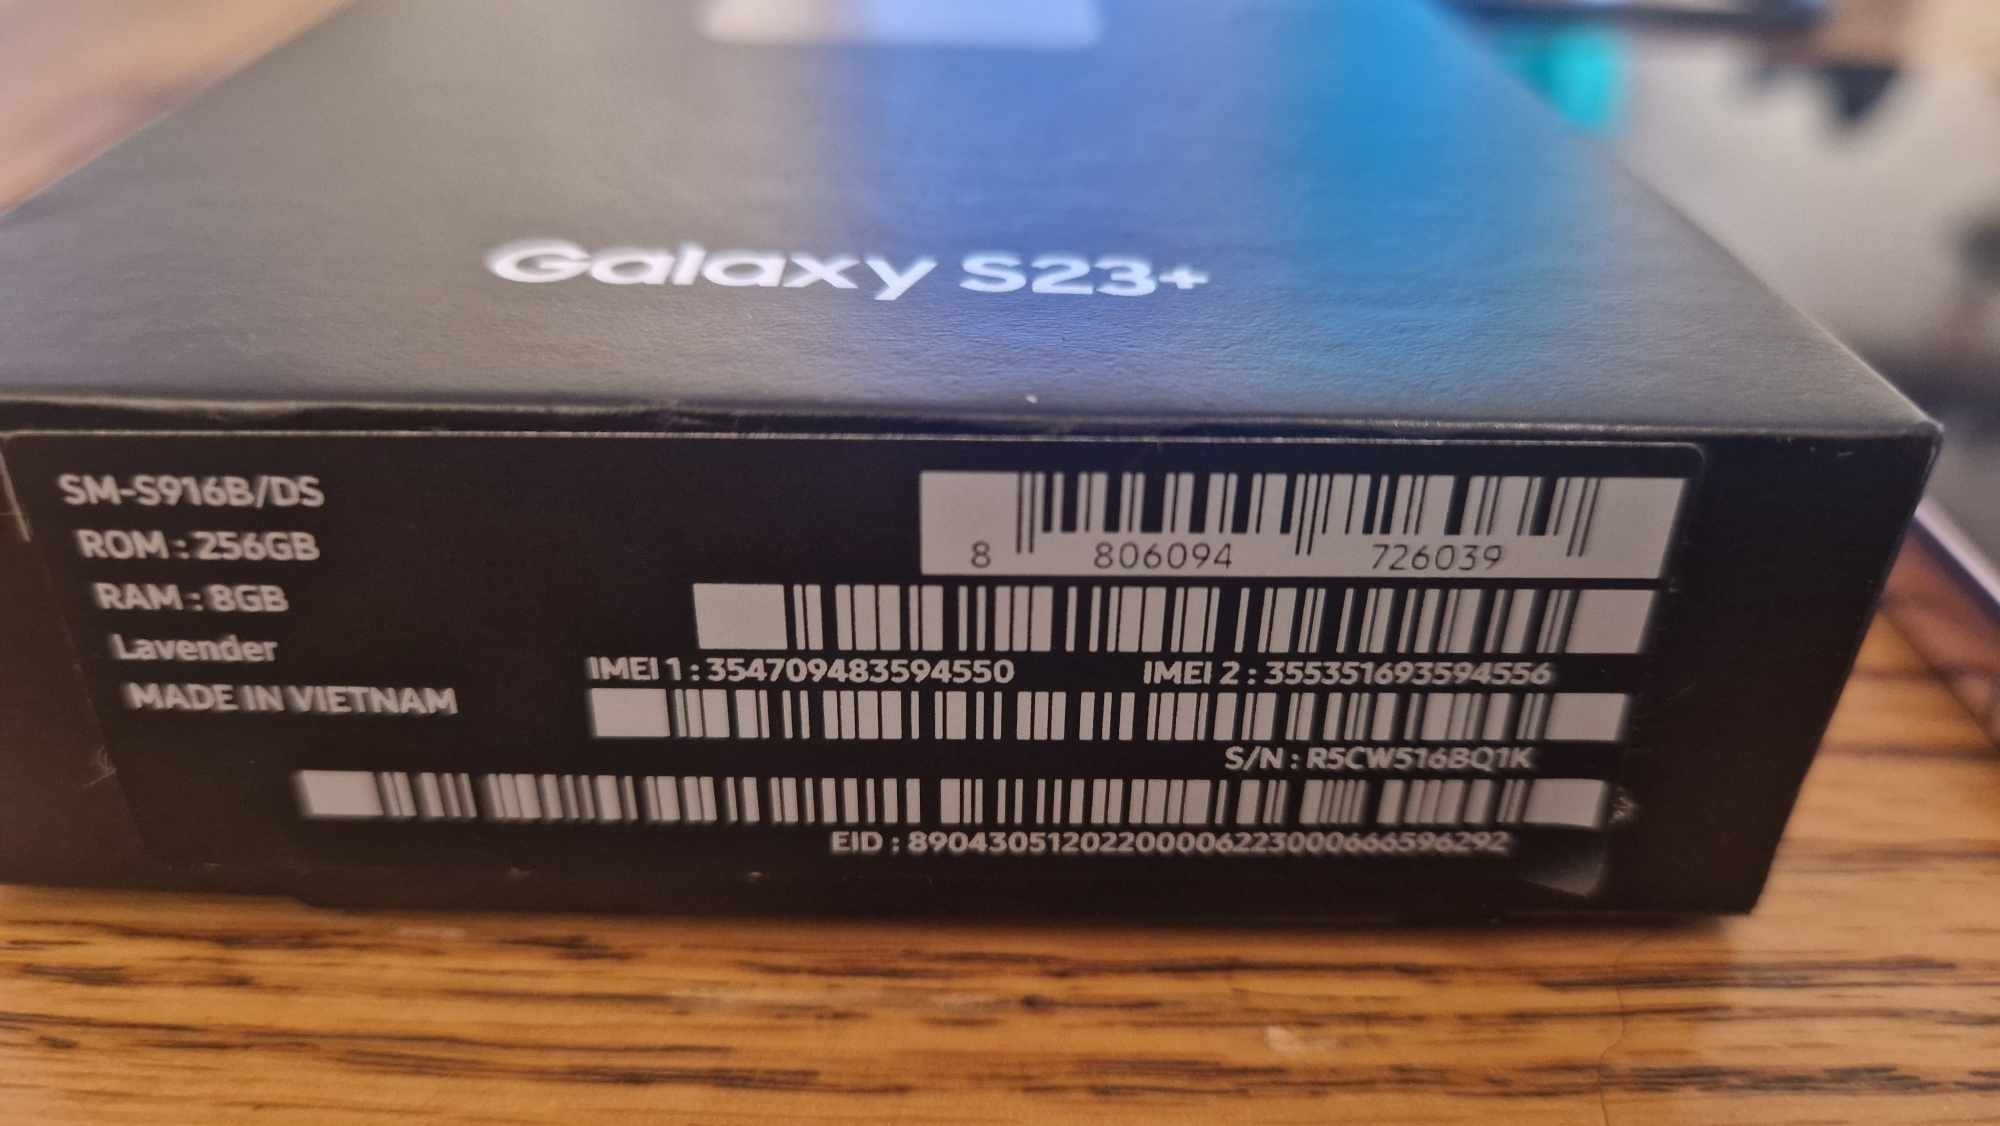 Galaxy S23+
SM-S916B/DS
ROM : 256GB
RAM : 8GB
Lavender
MADE IN VIETNAM
8 806094 726039
IMEI 1 : 354709483594550 IMEI 2 : 355351693594556
S/N : R5CW516BQ1K
EID : 89043051202200006223000666596292